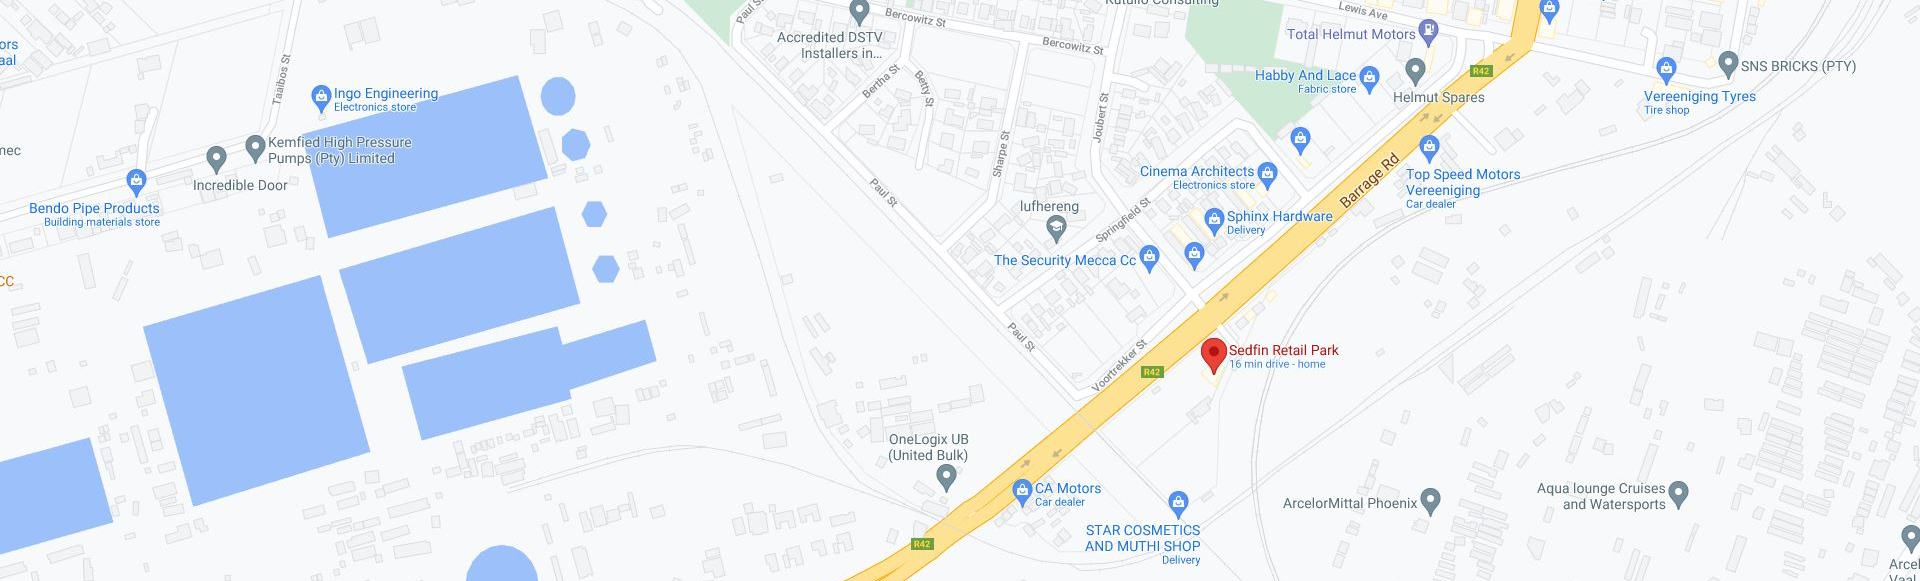 Paul St
Bercowitz St
Accredited DSTV
Installers in...
Bercowitz St
Lewis Ave
Total Helmut Motors
R42
SNS BRICKS (PTY)
Habby And Lace
Fabric store
Helmut Spares
Vereeniging Tyres
Tire shop
Taaibos St
Ingo Engineering
Electronics store
Bertha St
Betty St
Joubert St
Sharpe St
Kemfied High Pressure
Pumps (Pty) Limited
Incredible Door
Bendo Pipe Products
Building materials store
Paul St
Cinema Architects
Electronics store
Barrage Rd
Top Speed Motors
Vereeniging
Car dealer
lufhereng
Springfield St
Sphinx Hardware
Delivery
The Security Mecca Cc
CC
Paul St
Voortrekker St
R42
Sedfin Retail Park
16 min drive - home
OneLogix UB
(United Bulk)
CA Motors
Car dealer
STAR COSMETICS
AND MUTHI SHOP
Delivery
ArcelorMittal Phoenix
Aqua lounge Cruises
and Watersports
R42